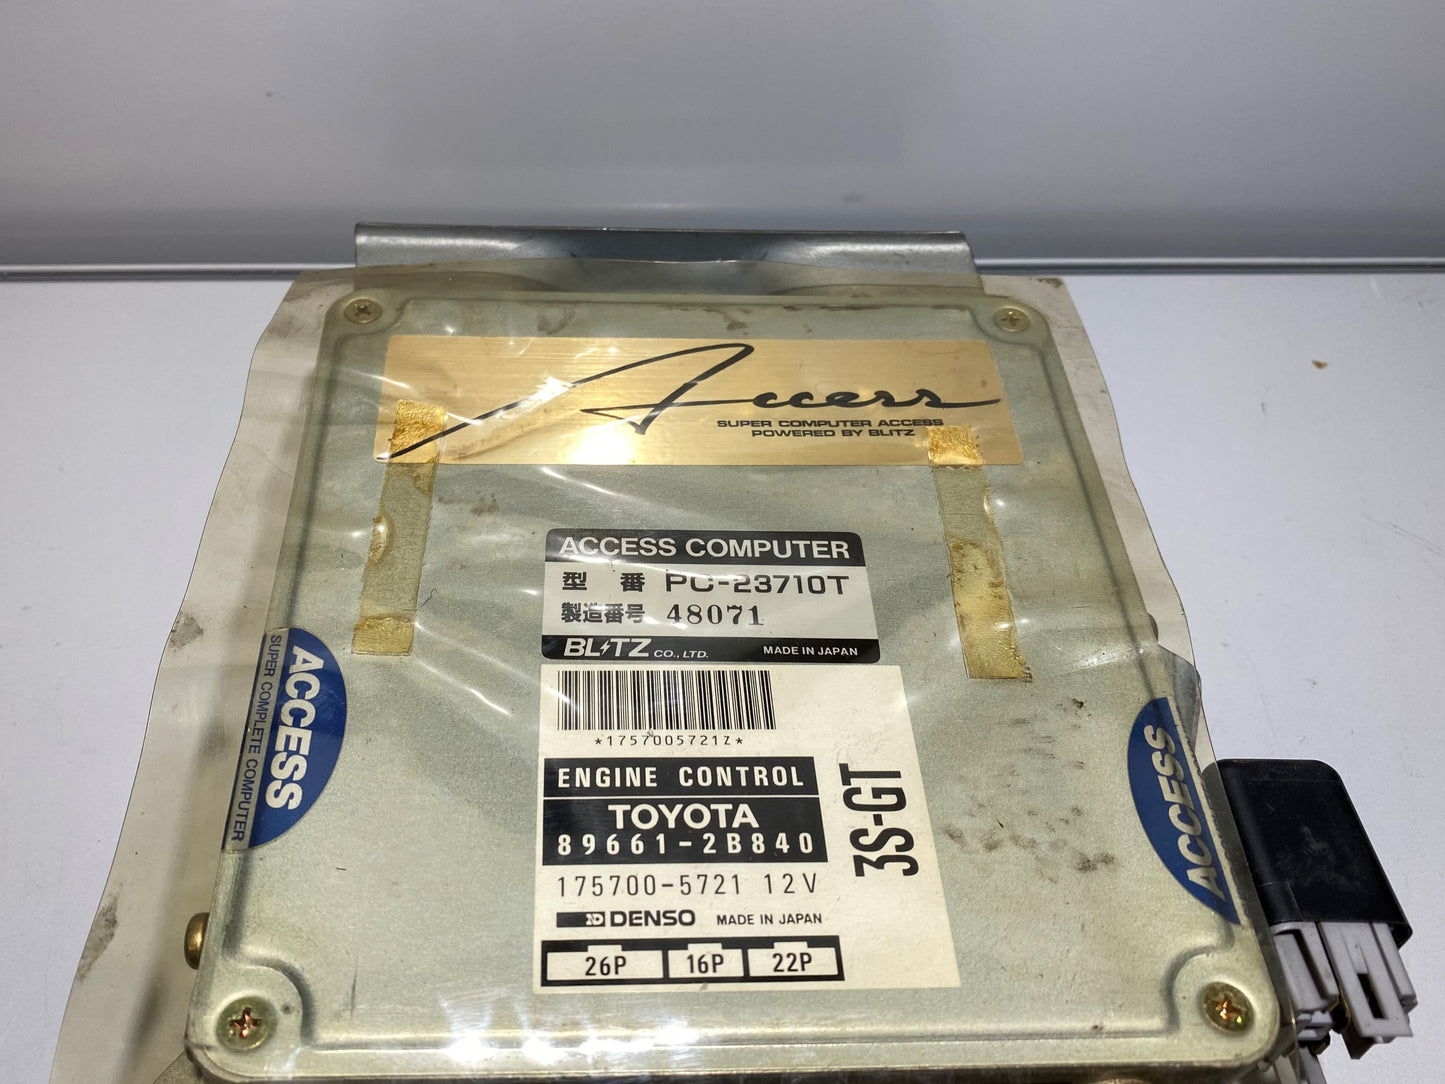 Access
SUPER COMPUTER ACCESS
POWERED BY BLITZ
ACCESS COMPUTER
型 番 PC-23710T
製造番号 48071
BLITZ CO., LTD. MADE IN JAPAN
*1757005721Z*
ENGINE CONTROL
TOYOTA
89661-2B840
175700-5721 12V
ND DENSO MADE IN JAPAN
26P 16P 22P
3S-GT
ACCESS
SUPER COMPLETE COMPUTER
ACCESS